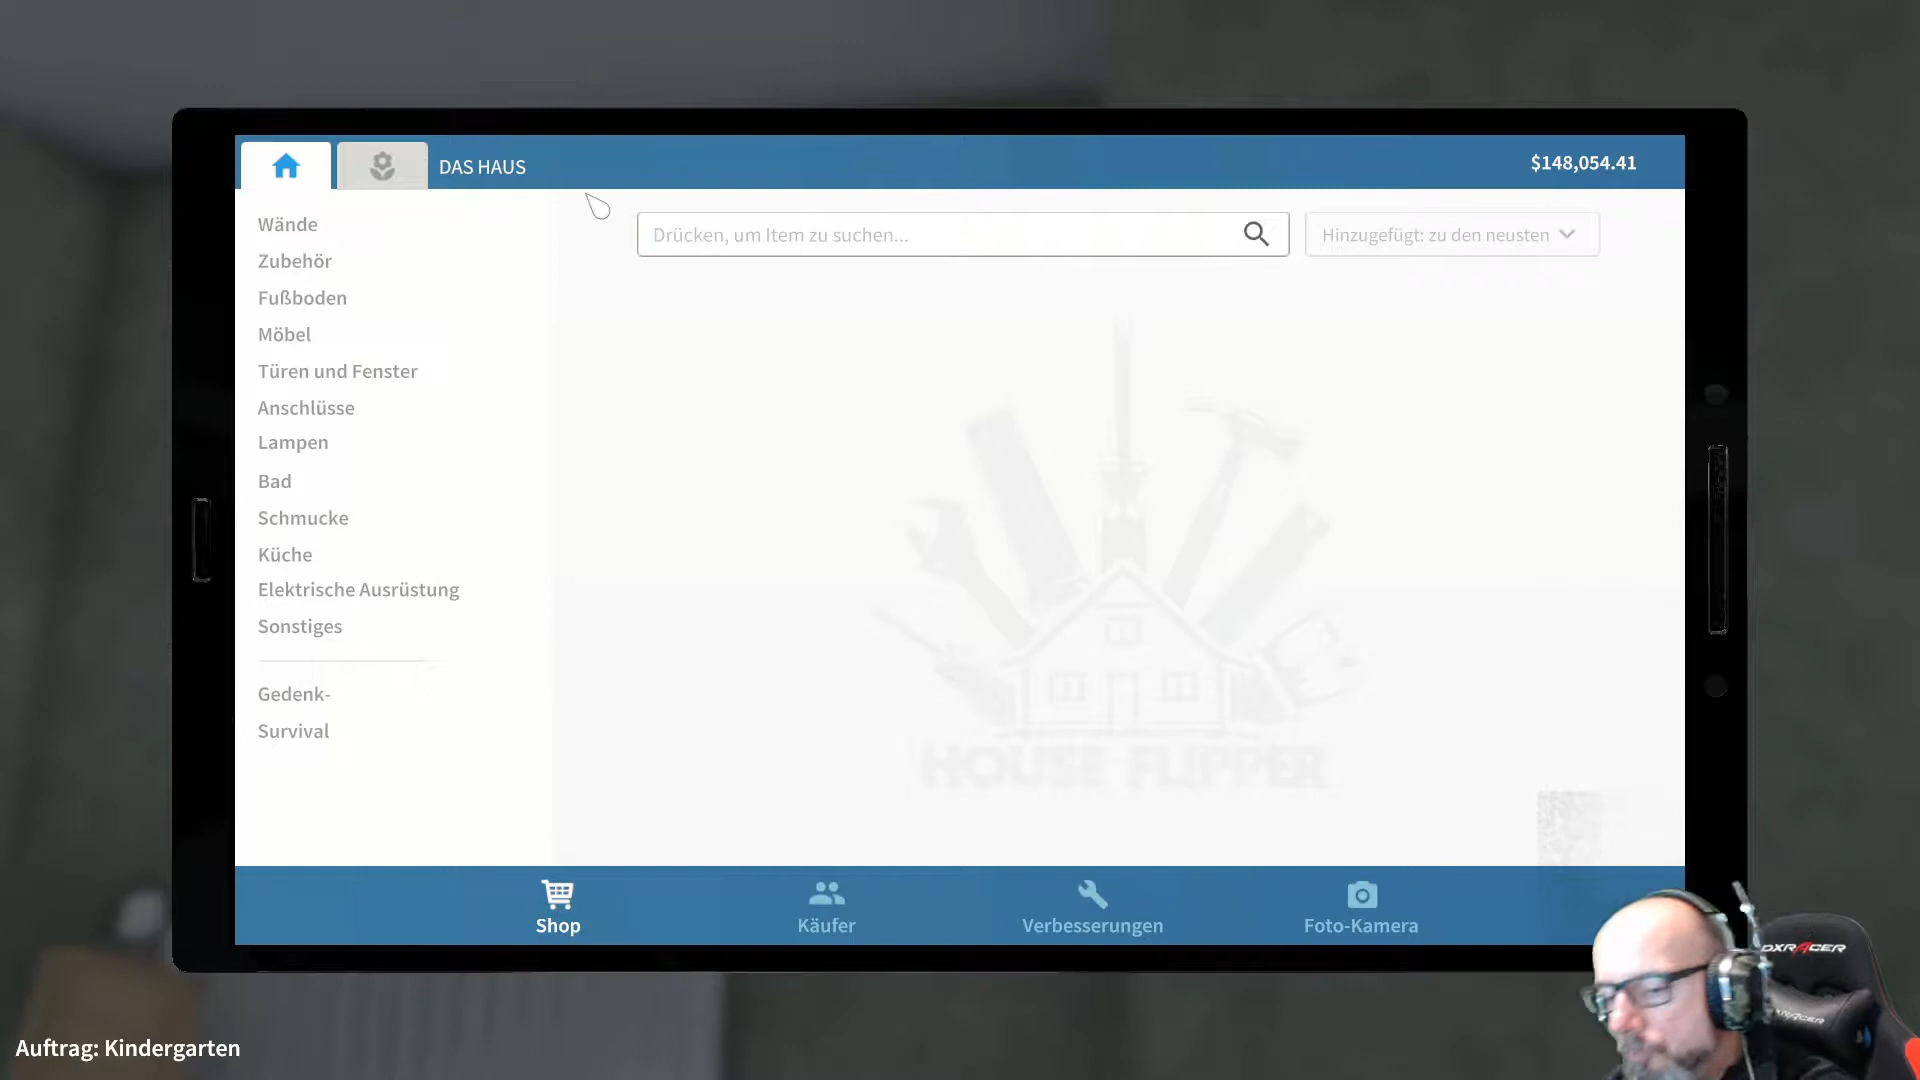 DAS HAUS
$148,054.41
Wände
Zubehör
Fußboden
Möbel
Türen und Fenster
Anschlüsse
Lampen
Bad
Schmucke
Küche
Elektrische Ausrüstung
Sonstiges
Gedenk-
Survival
Drücken, um Item zu suchen...
Hinzugefügt: zu den neusten
HOUSE FLIPPER
Shop
Käufer
Verbesserungen
Foto-Kamera
Auftrag: Kindergarten
DXRACER
DXRACER